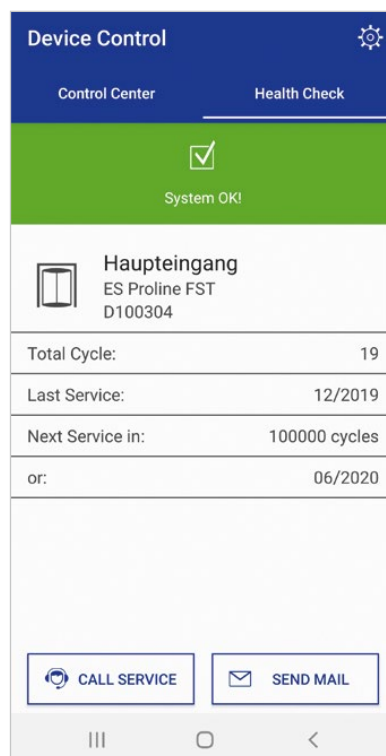 Device Control
Control Center Health Check
System OK!
Haupteingang
ES Proline FST
D100304
Total Cycle: 19
Last Service: 12/2019
Next Service in: 100000 cycles
or: 06/2020
CALL SERVICE SEND MAIL